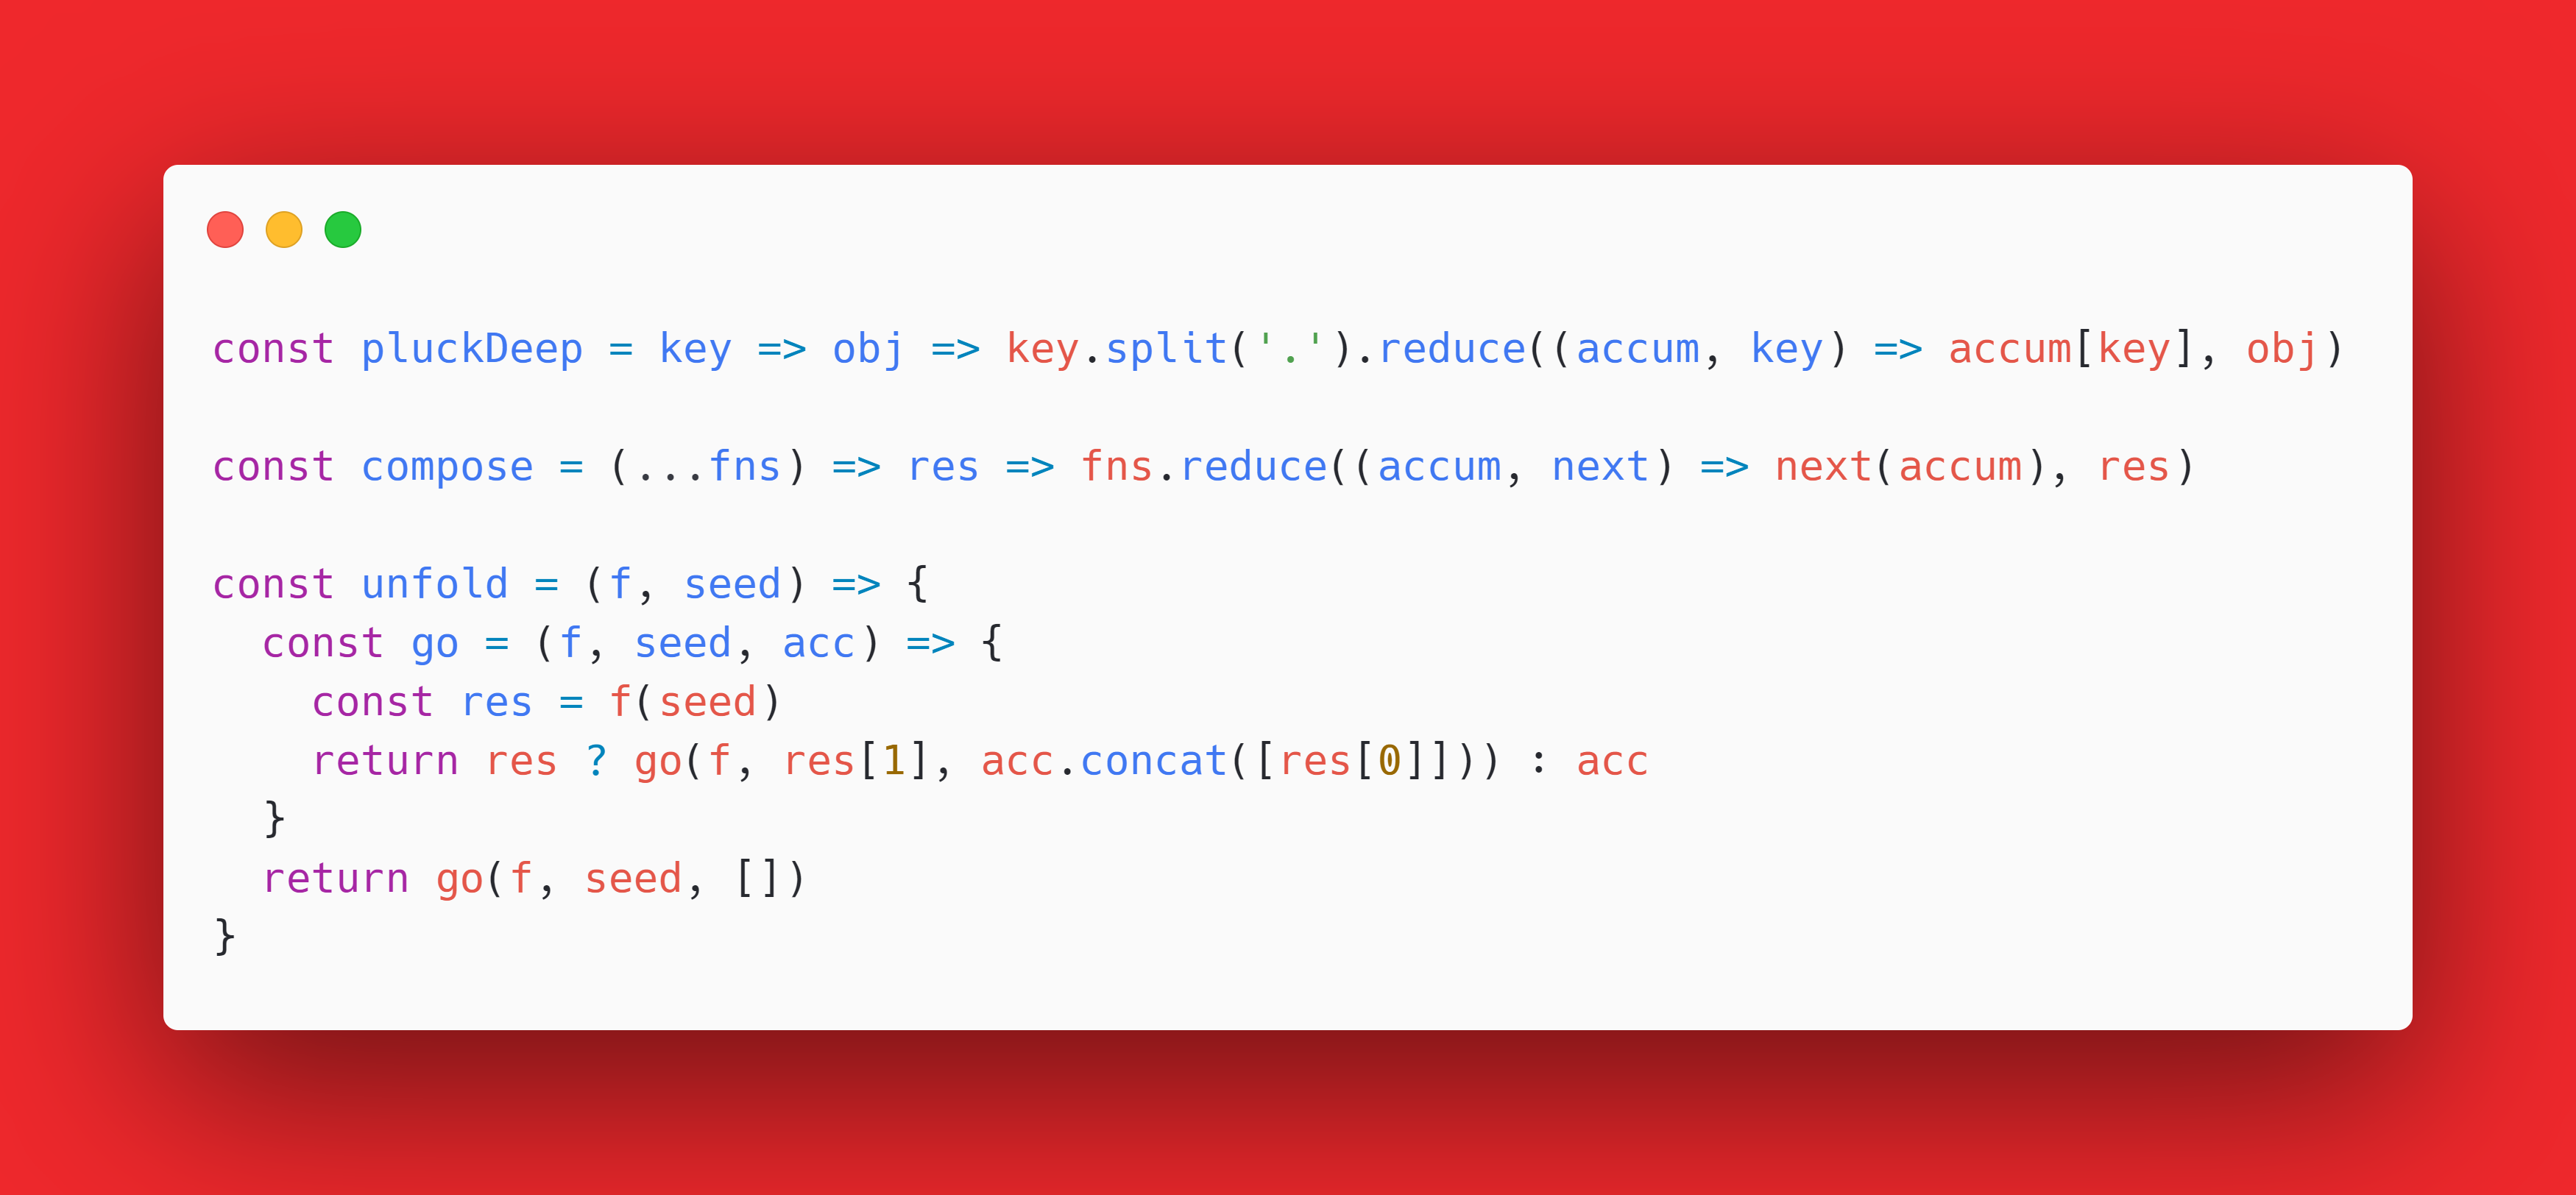 const pluckDeep = key => obj => key.split('.').reduce((accum, key) => accum[key], obj)

const compose = (...fns) => res => fns.reduce((accum, next) => next(accum), res)

const unfold = (f, seed) => {
  const go = (f, seed, acc) => {
    const res = f(seed)
    return res ? go(f, res[1], acc.concat([res[0]])) : acc
  }
  return go(f, seed, [])
}